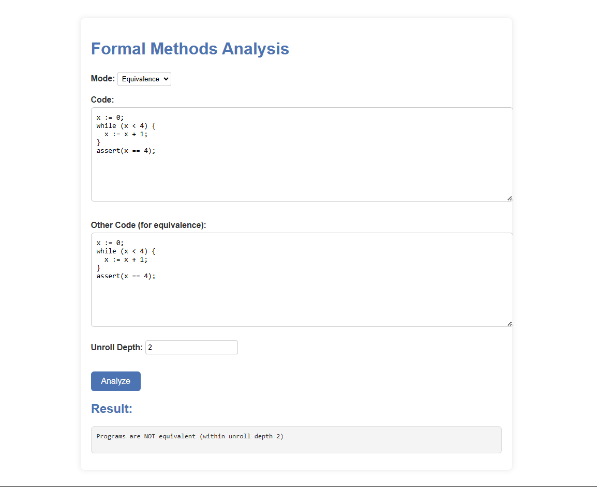 Formal Methods Analysis
Mode: Equivalence
Code:
x := 0;
while (x < 4) {
  x := x + 1;
}
assert(x == 4);
Other Code (for equivalence):
x := 0;
while (x < 4) {
  x := x + 1;
}
assert(x == 4);
Unroll Depth: 2
Analyze
Result:
Programs are NOT equivalent (within unroll depth 2)